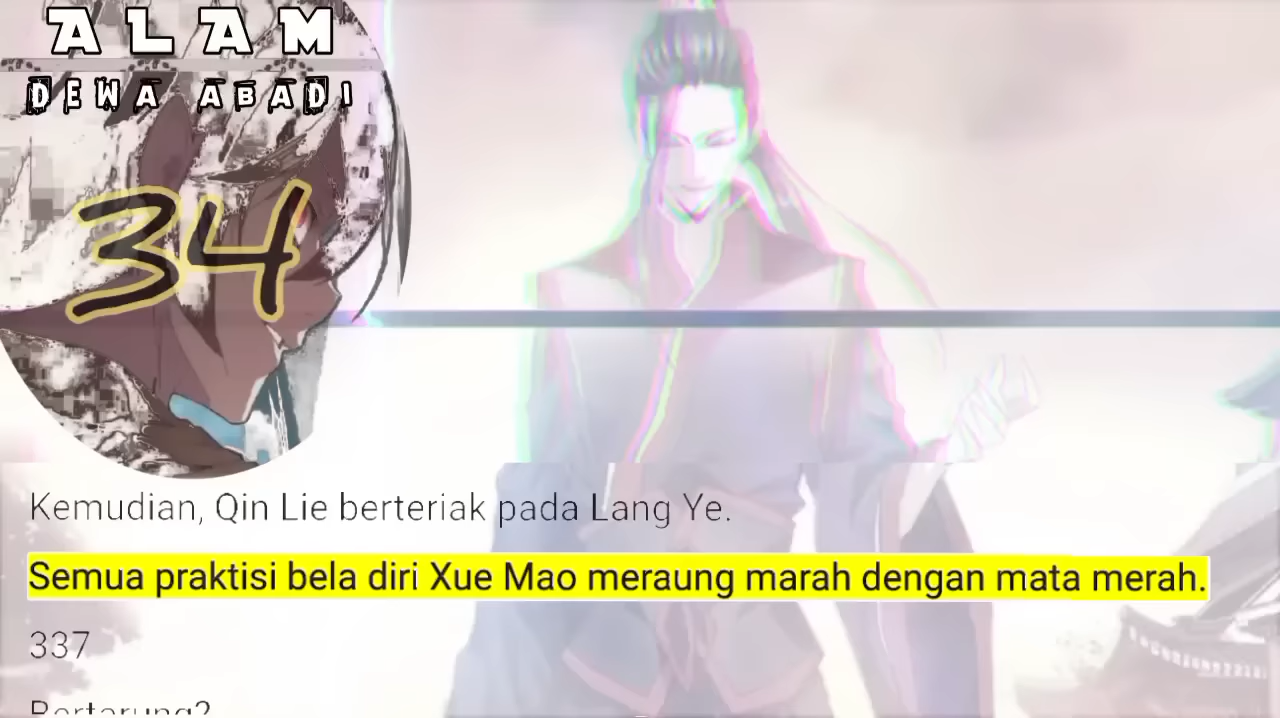 ALAM
DEWA ABADI
34
Kemudian, Qin Lie berteriak pada Lang Ye.
Semua praktisi bela diri Xue Mao meraung marah dengan mata merah.
337
Bertarung?